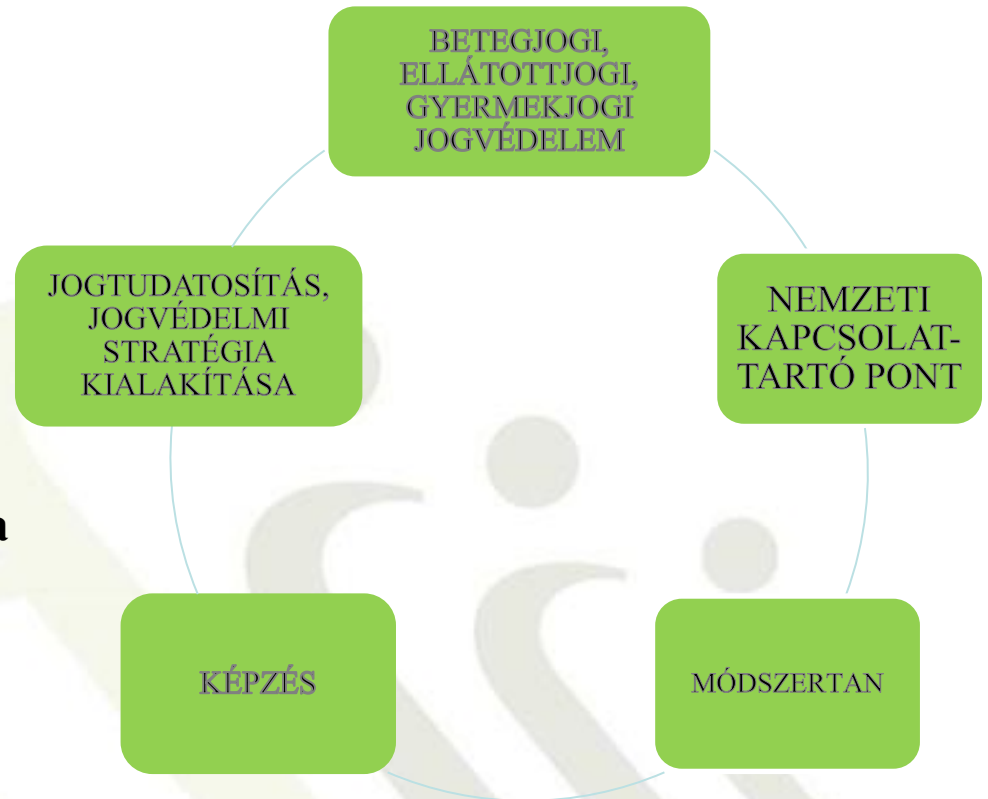 BETEGJOGI,
ELLÁTOTTJOGI,
GYERMEKJOGI
JOGVÉDELEM
JOGTUDATOSÍTÁS,
JOGVÉDELMI
STRATÉGIA
KIALAKÍTÁSA
NEMZETI
KAPCSOLAT-
TARTÓ PONT
a
KÉPZÉS
MÓDSZERTAN